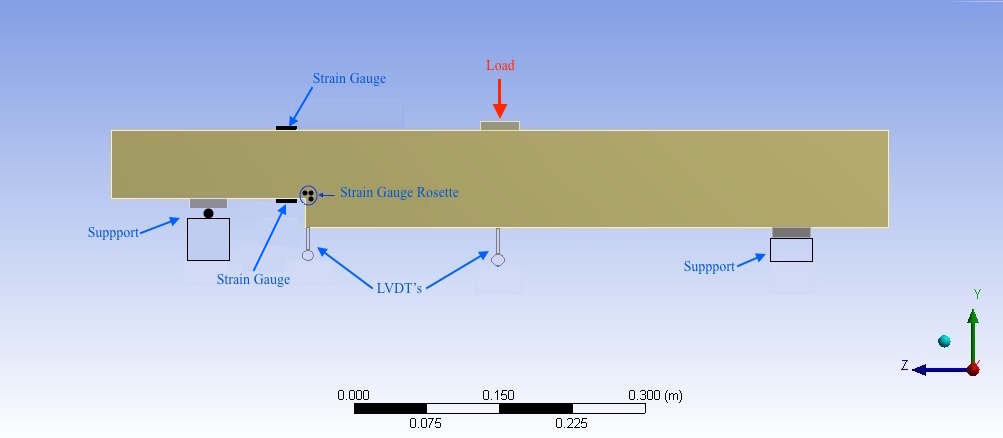 Load
Strain Gauge
Strain Gauge Rosette
Suppport
Strain Gauge
LVDT’s
Suppport
Y
Z
0.000 0.150 0.300 (m)
0.075 0.225